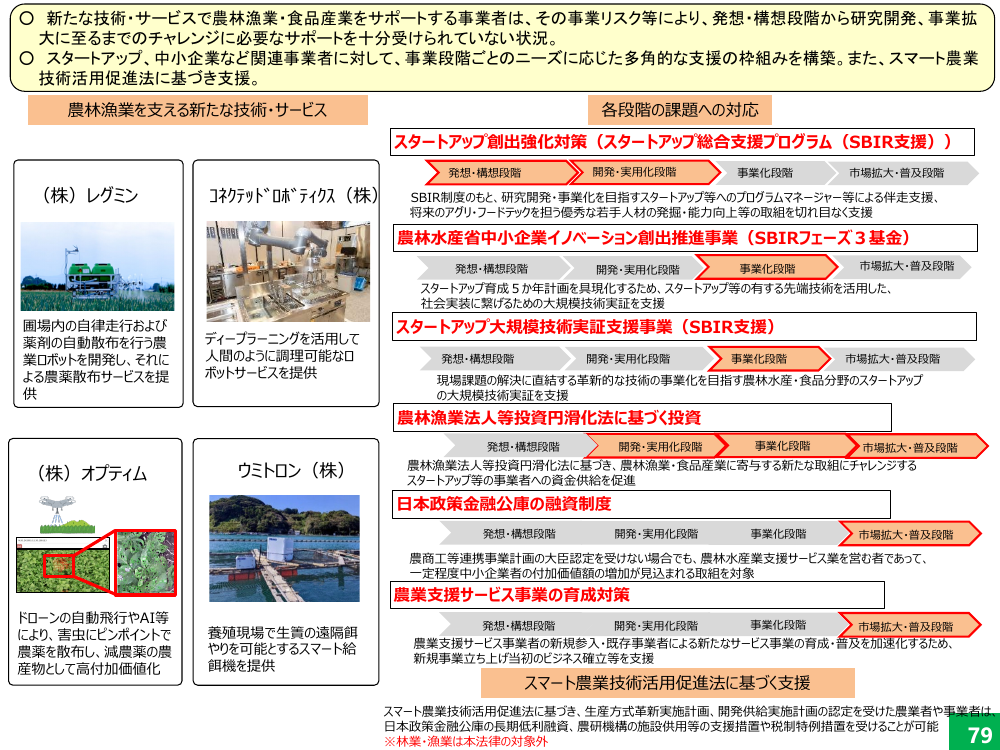 ○ 新たな技術・サービスで農林漁業・食品産業をサポートする事業者は、その事業リスク等により、発想・構想段階から研究開発、事業拡
大に至るまでのチャレンジに必要なサポートを十分受けられていない状況。
○ スタートアップ、中小企業など関連事業者に対して、事業段階ごとのニーズに応じた多角的な支援の枠組みを構築。また、スマート農業
技術活用促進法に基づき支援。
農林漁業を支える新たな技術・サービス
（株）レグミン
圃場内の自律走行および
薬剤の自動散布を行う農
業ロボットを開発し、それに
よる農薬散布サービスを提
供
ｺﾈｸﾃｯﾄﾞﾛﾎﾞﾃｨｸｽ（株）
ディープラーニングを活用して
人間のように調理可能なロ
ボットサービスを提供
（株）オプティム
ドローンの自動飛行やAI等
により、害虫にピンポイントで
農薬を散布し、減農薬の農
産物として高付加価値化
ウミトロン（株）
養殖現場で生簀の遠隔餌
やりを可能とするスマート給
餌機を提供
各段階の課題への対応
スタートアップ創出強化対策（スタートアップ総合支援プログラム（SBIR支援））
発想・構想段階 開発・実用化段階 事業化段階 市場拡大・普及段階
SBIR制度のもと、研究開発・事業化を目指すスタートアップ等へのプログラムマネージャー等による伴走支援、
将来のアグリ・フードテックを担う優秀な若手人材の発掘・能力向上等の取組を切れ目なく支援
農林水産省中小企業イノベーション創出推進事業（SBIRフェーズ３基金）
発想・構想段階 開発・実用化段階 事業化段階 市場拡大・普及段階
スタートアップ育成５か年計画を具現化するため、スタートアップ等の有する先端技術を活用した、
社会実装に繋げるための大規模技術実証を支援
スタートアップ大規模技術実証支援事業（SBIR支援）
発想・構想段階 開発・実用化段階 事業化段階 市場拡大・普及段階
現場課題の解決に直結する革新的な技術の事業化を目指す農林水産・食品分野のスタートアップ
の大規模技術実証を支援
農林漁業法人等投資円滑化法に基づく投資
発想・構想段階 開発・実用化段階 事業化段階 市場拡大・普及段階
農林漁業法人等投資円滑化法に基づき、農林漁業・食品産業に寄与する新たな取組にチャレンジする
スタートアップ等の事業者への資金供給を促進
日本政策金融公庫の融資制度
発想・構想段階 開発・実用化段階 事業化段階 市場拡大・普及段階
農商工等連携事業計画の大臣認定を受けない場合でも、農林水産業支援サービス業を営む者であって、
一定程度中小企業者の付加価値額の増加が見込まれる取組を対象
農業支援サービス事業の育成対策
発想・構想段階 開発・実用化段階 事業化段階 市場拡大・普及段階
農業支援サービス事業者の新規参入・既存事業者による新たなサービス事業の育成・普及を加速化するため、
新規事業立ち上げ当初のビジネス確立等を支援
スマート農業技術活用促進法に基づく支援
スマート農業技術活用促進法に基づき、生産方式革新実施計画、開発供給実施計画の認定を受けた農業者や事業者は、
日本政策金融公庫の長期低利融資、農研機構の施設供用等の支援措置や税制特例措置を受けることが可能
※林業・漁業は本法律の対象外
79